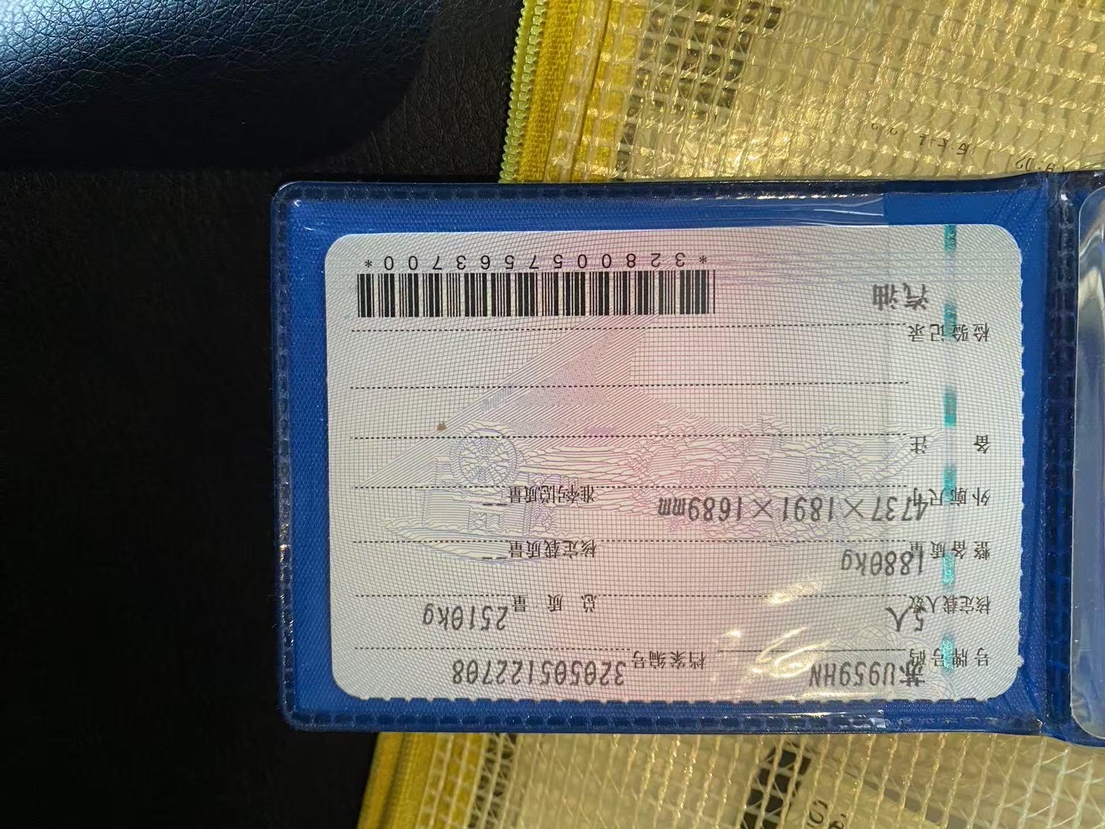 号牌号码 苏U959HN 档案编号 320505122708
核定载人数 5人 总质量 2510kg
整备质量 1880kg 核定载质量 --
外廓尺寸 4737×1891×1689mm 准牵引总质量 --
备注
检验记录
汽油
*3280057563700*